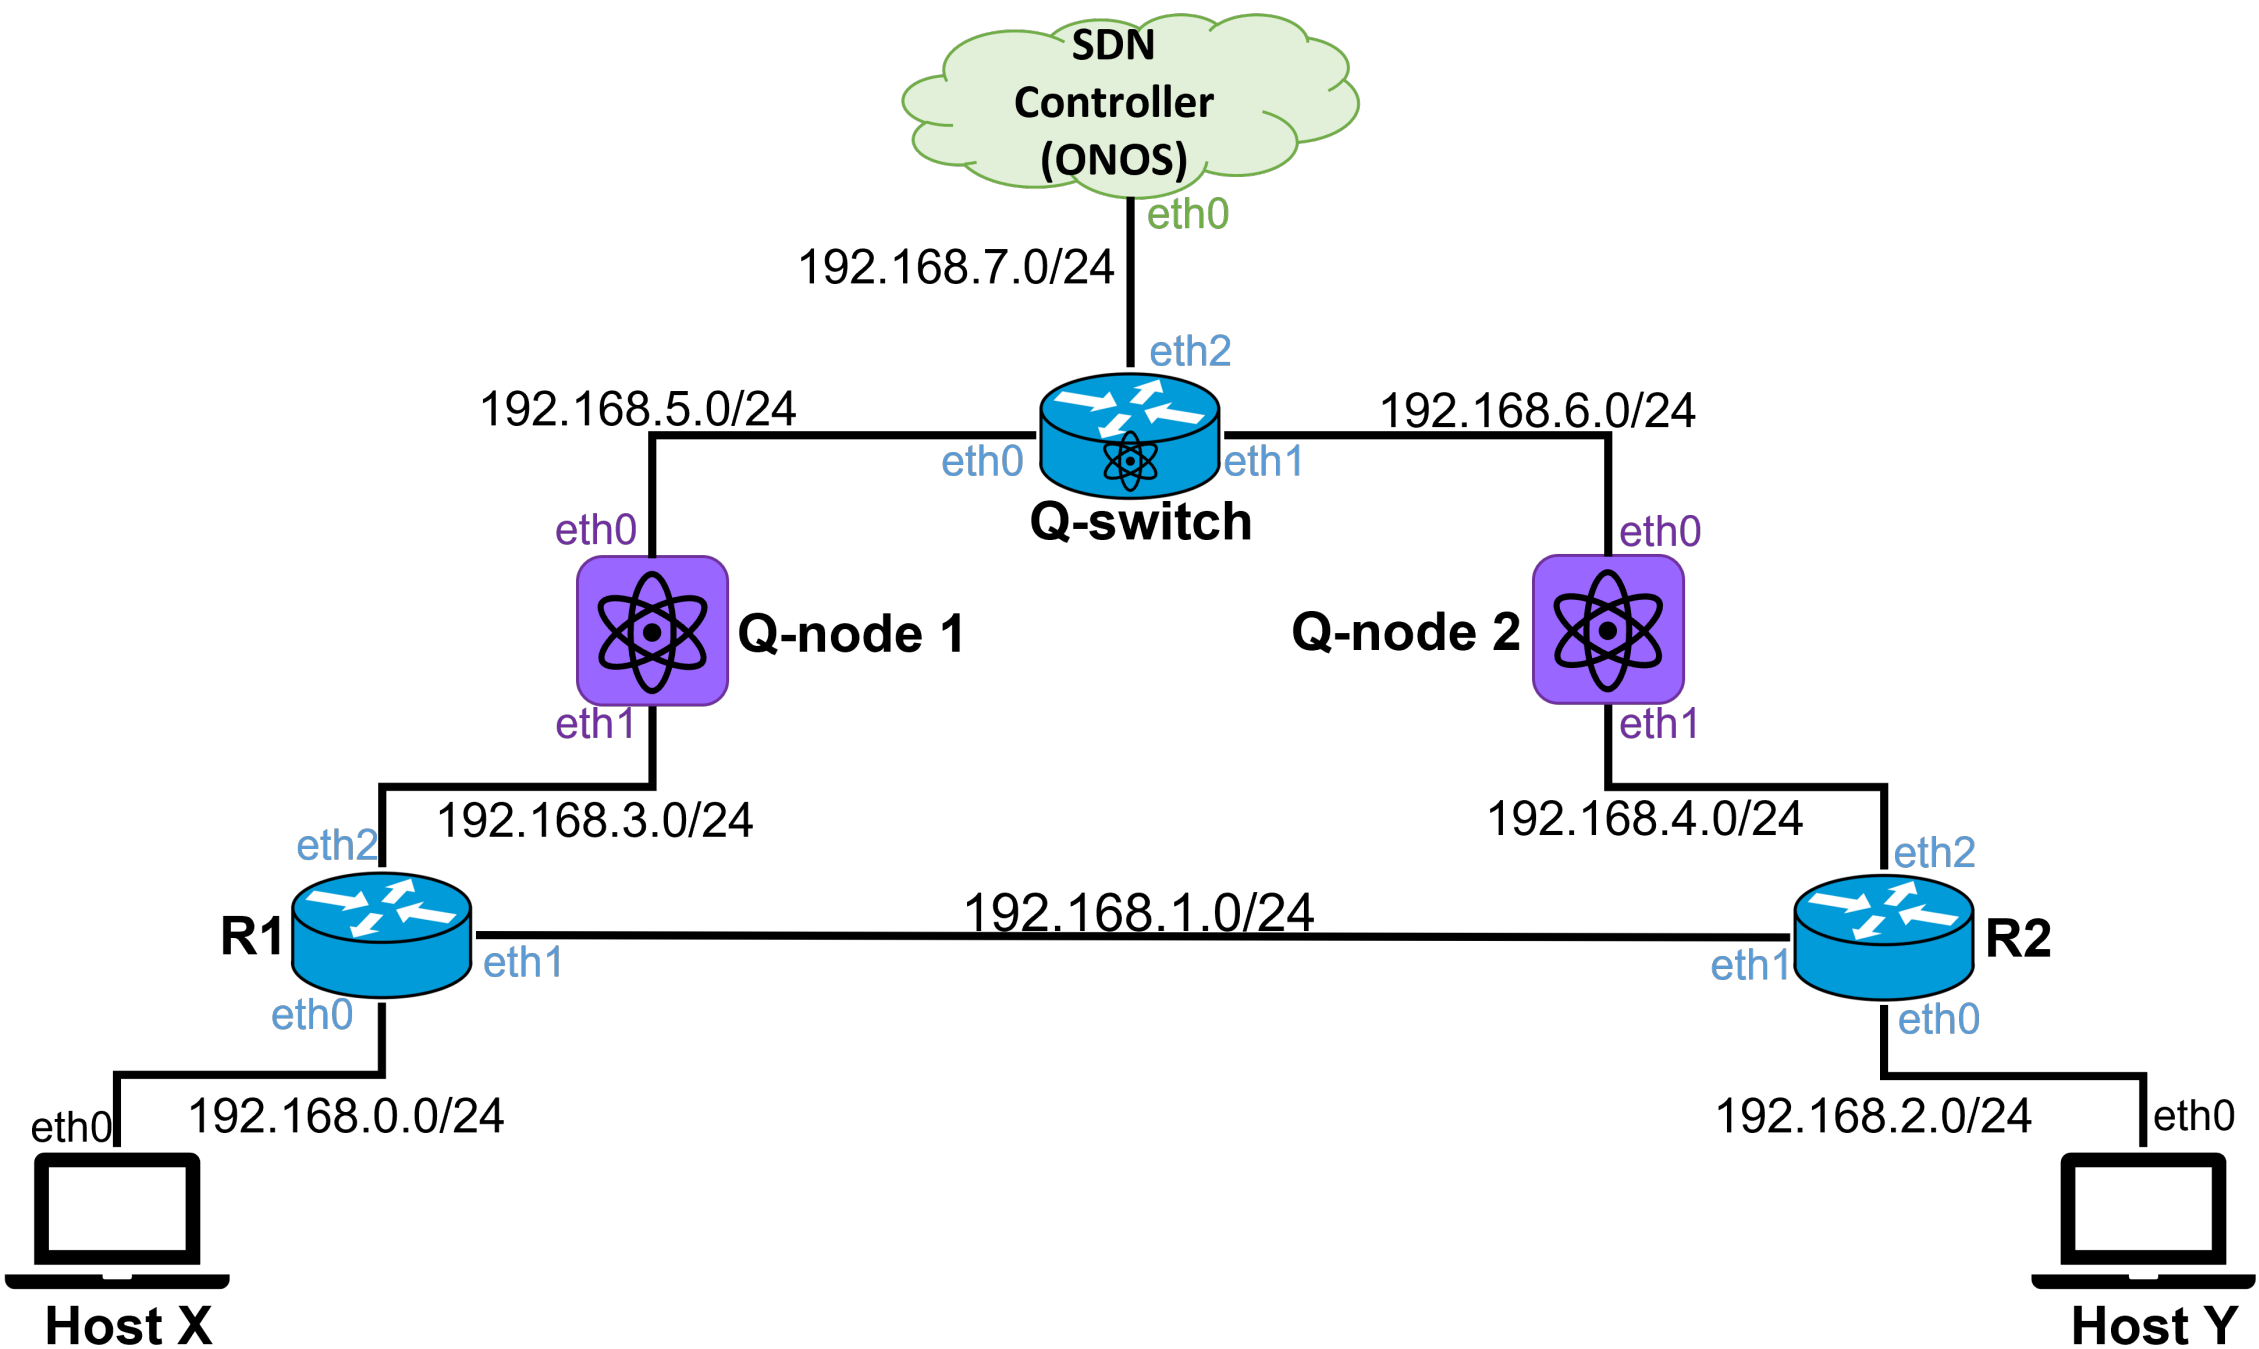 SDN
Controller
(ONOS)
eth0
192.168.7.0/24
eth2
192.168.5.0/24
192.168.6.0/24
eth0
eth1
Q-switch
eth0
eth0
Q-node 1
Q-node 2
eth1
eth1
192.168.3.0/24
192.168.4.0/24
eth2
eth2
192.168.1.0/24
R1
R2
eth1
eth1
eth0
eth0
eth0
192.168.0.0/24
192.168.2.0/24
eth0
Host X
Host Y